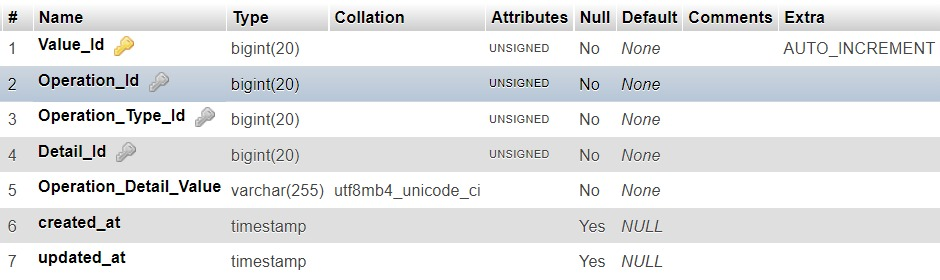 # Name Type Collation Attributes Null Default Comments Extra
1 Value_Id bigint(20) UNSIGNED No None AUTO_INCREMENT
2 Operation_Id bigint(20) UNSIGNED No None
3 Operation_Type_Id bigint(20) UNSIGNED No None
4 Detail_Id bigint(20) UNSIGNED No None
5 Operation_Detail_Value varchar(255) utf8mb4_unicode_ci No None
6 created_at timestamp Yes NULL
7 updated_at timestamp Yes NULL